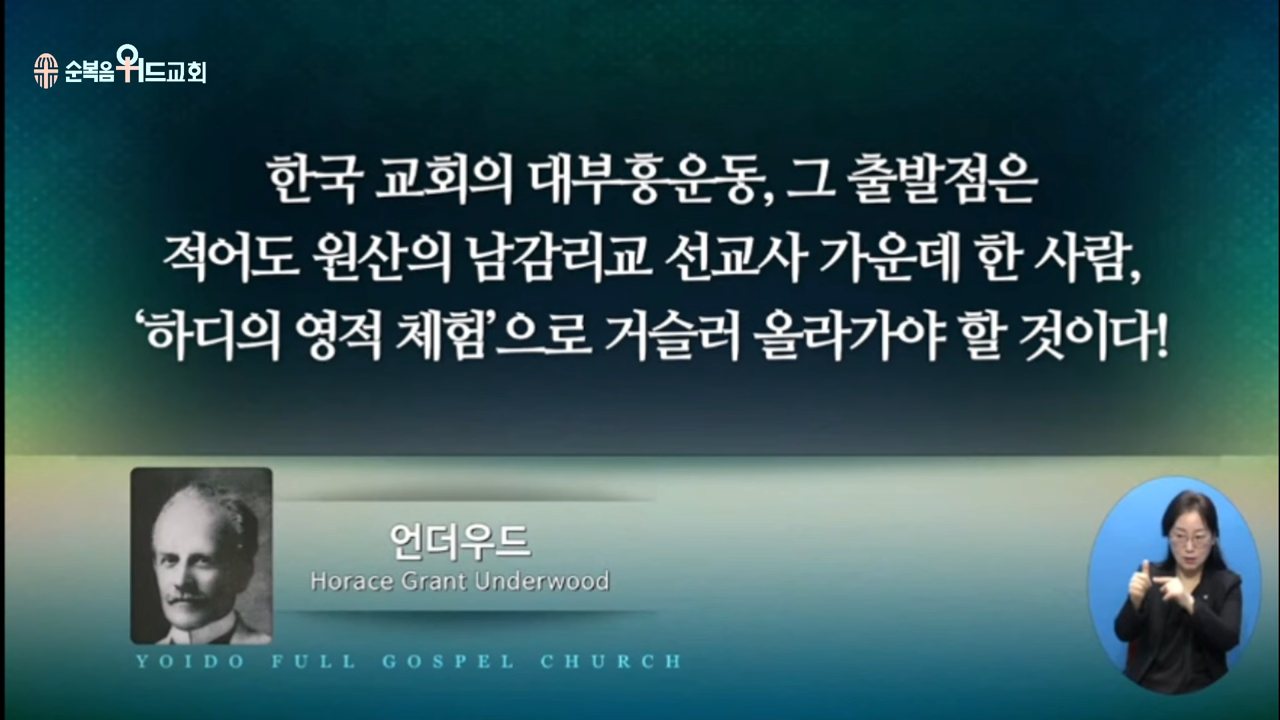 순복음위드교회
한국 교회의 대부흥운동, 그 출발점은
적어도 원산의 남감리교 선교사 가운데 한 사람,
‘하디의 영적 체험’으로 거슬러 올라가야 할 것이다!
언더우드
Horace Grant Underwood
YOIDO FULL GOSPEL CHURCH